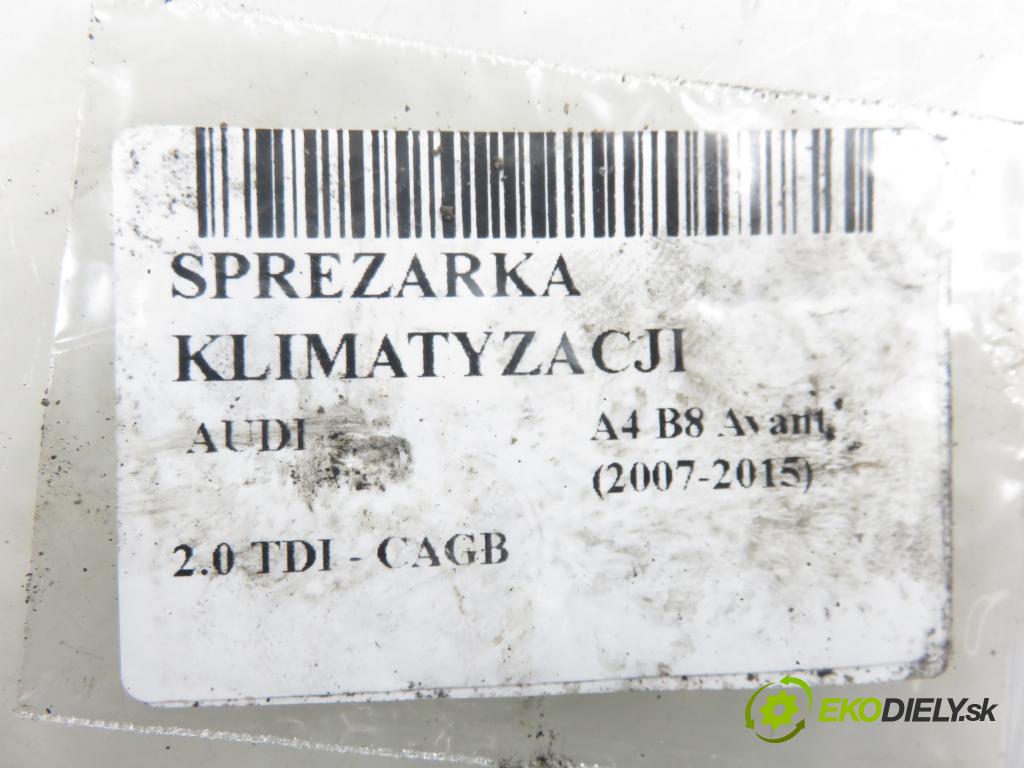 SPREZARKA
KLIMATYZACJI
AUDI A4 B8 Avant
(2007-2015)
2.0 TDI - CAGB
EKODIELY.sk